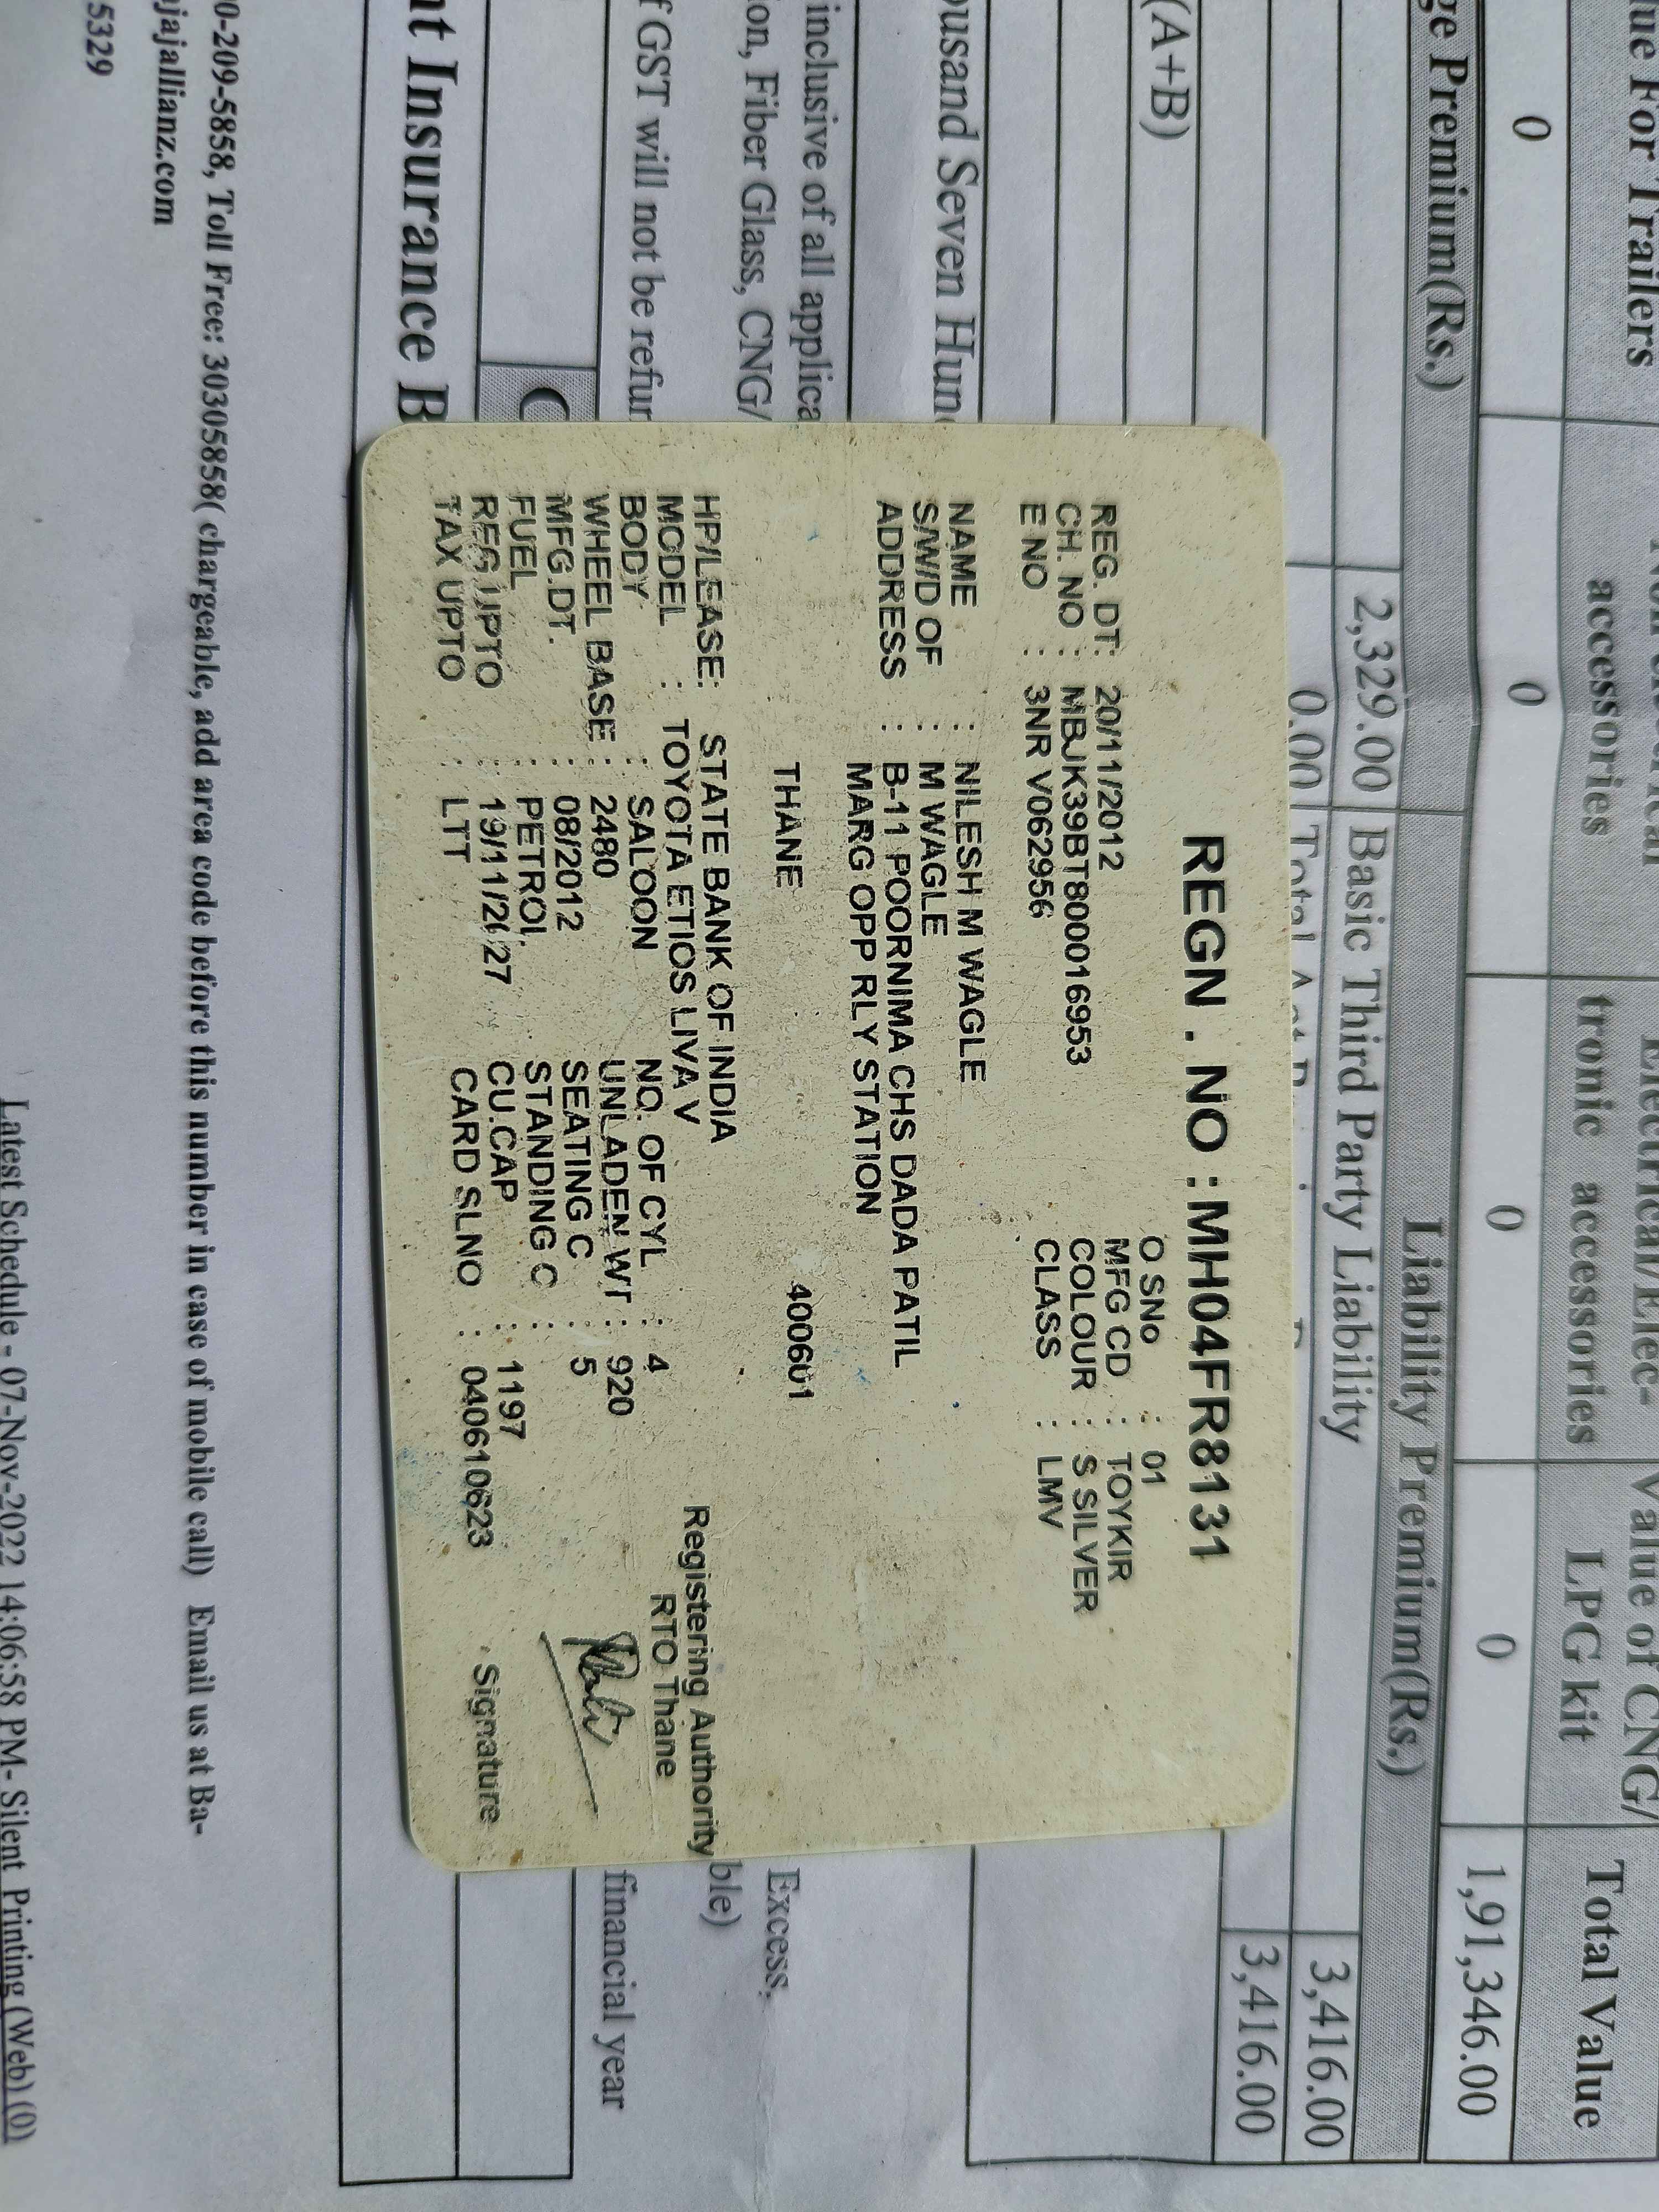 ue For Trailers
accessories
tronic accessories
Value of CNG/
LPG kit
Total Value
0
0
0
0
1,91,346.00
ge Premium(Rs.)
Liability Premium(Rs.)
2,329.00
Basic Third Party Liability
3,416.00
0.00
3,416.00
(A+B)
ousand Seven Hun
inclusive of all applica
ble)
ion, Fiber Glass, CNG/
Excess,
f GST will not be refun
financial year
C
nt Insurance B
REGN . NO : MH04FR8131
O SNo : 01
REG. DT: 20/11/2012 MFG CD : TOYKIR
CH. NO : MBJK39BT800016953 COLOUR : S SILVER
E NO : 3NR V062956 CLASS : LMV
NAME : NILESH M WAGLE
S/W/D OF : M WAGLE
ADDRESS : B-11 POORNIMA CHS DADA PATIL
MARG OPP RLY STATION
THANE 400601
HP/LEASE: STATE BANK OF INDIA
MODEL : TOYOTA ETIOS LIVA V
BODY : SALOON NO. OF CYL : 4
WHEEL BASE : 2480 UNLADEN WT : 920
MFG.DT. : 08/2012 SEATING C : 5
FUEL : PETROL STANDING C :
REG.UPTO : 19/11/2027 CU.CAP : 1197
TAX UPTO : LTT CARD SLNO : 040610623
Registering Authority
RTO Thane
Signature
0-209-5858, Toll Free: 30305858( chargeable, add area code before this number in case of mobile call) Email us at Ba-
jajallianz.com
5329
Latest Schedule - 07-Nov-2022 14:06:58 PM- Silent Printing (Web) (0)